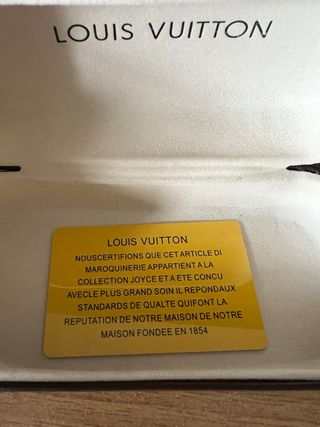 LOUIS VUITTON
LOUIS VUITTON
NOUSCERTIFIONS QUE CET ARTICLE DI
MAROQUINERIE APPARTIENT A LA
COLLECTION JOYCE ET A ETE CONCU
AVECLE PLUS GRAND SOIN IL REPONDAUX
STANDARDS DE QUALTE QUIFONT LA
REPUTATION DE NOTRE MAISON DE NOTRE
MAISON FONDEE EN 1854